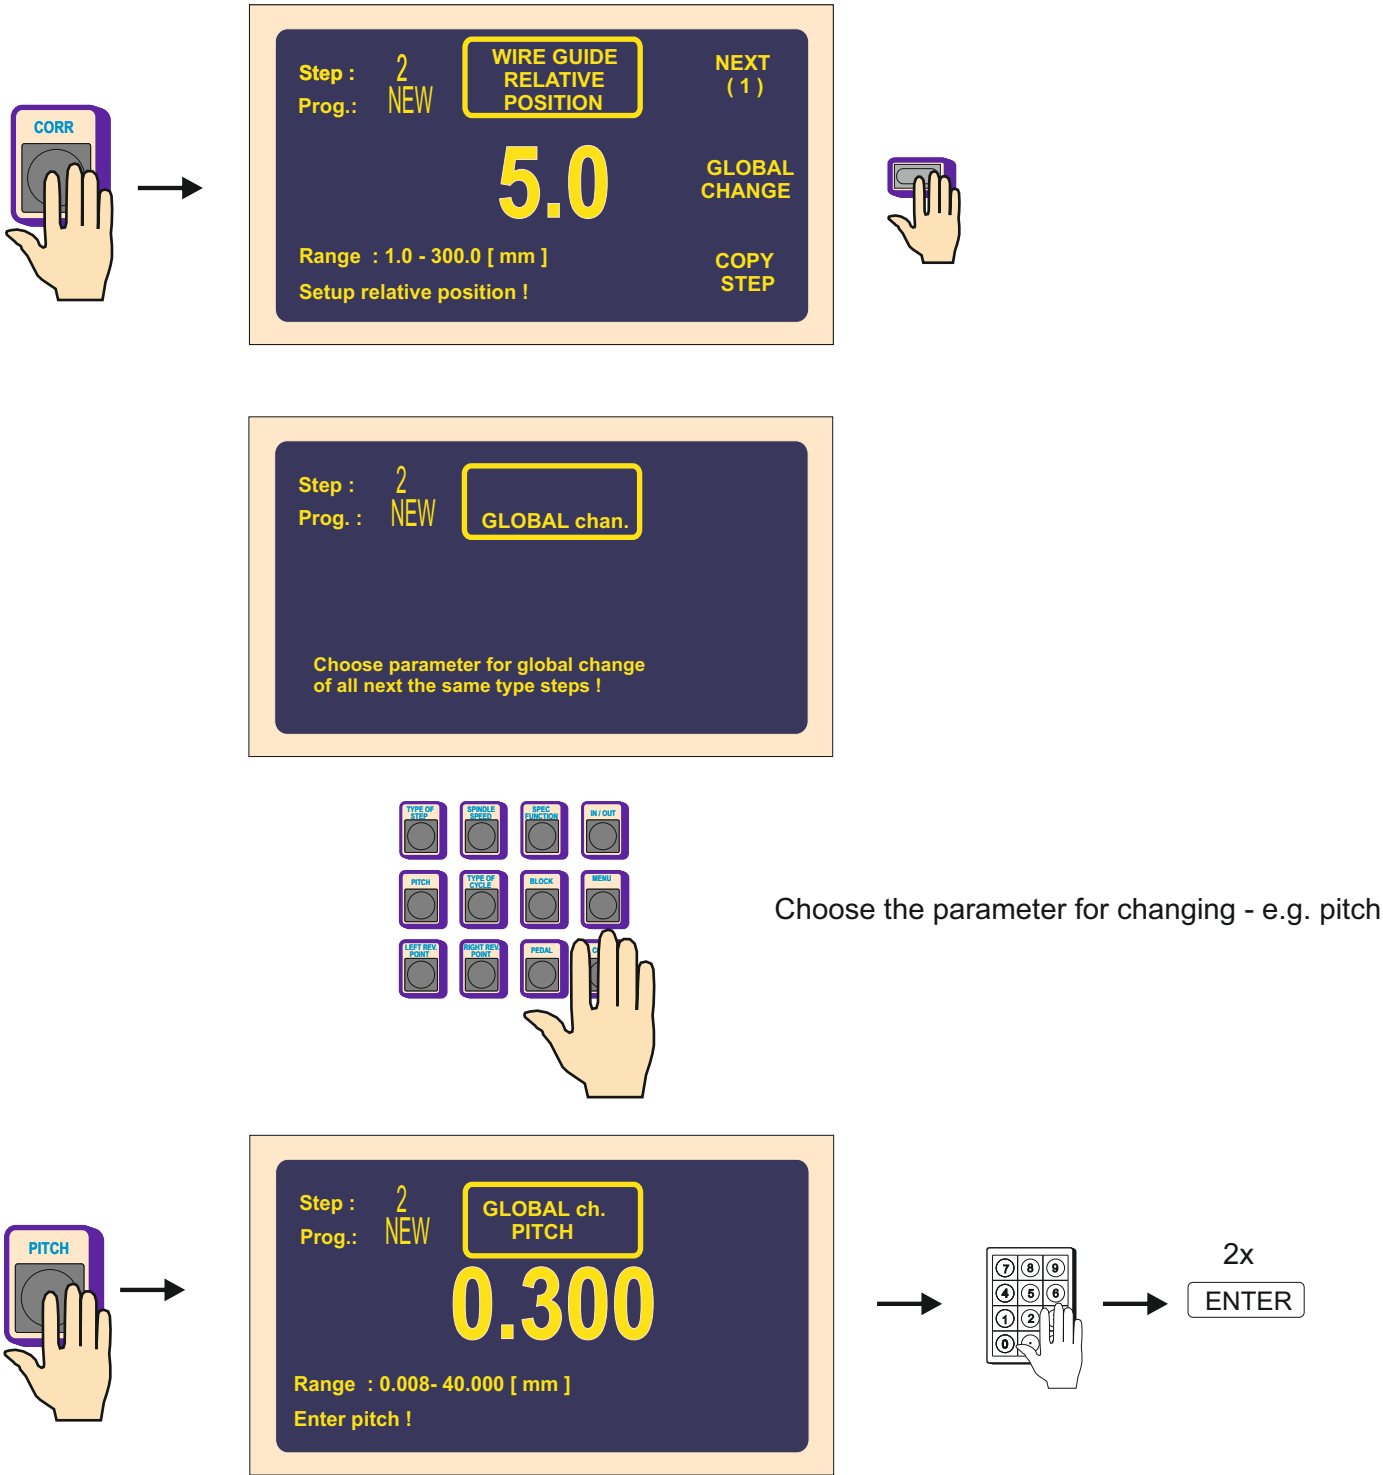 CORR
Step : 2
Prog.: NEW
WIRE GUIDE
RELATIVE
POSITION
NEXT
( 1 )
5.0
GLOBAL
CHANGE
Range : 1.0 - 300.0 [ mm ]
Setup relative position !
COPY
STEP
Step : 2
Prog. : NEW
GLOBAL chan.
Choose parameter for global change
of all next the same type steps !
TYPE OF
STEP
SPINDLE
SPEED
SPEC
FUNCTION
IN / OUT
PITCH
TYPE OF
CYCLE
BLOCK
MENU
LEFT REV.
POINT
RIGHT REV.
POINT
PEDAL
Choose the parameter for changing - e.g. pitch
PITCH
Step : 2
Prog.: NEW
GLOBAL ch.
PITCH
0.300
Range : 0.008- 40.000 [ mm ]
Enter pitch !
7 8 9
4 5 6
1 2
0 .
2x
ENTER